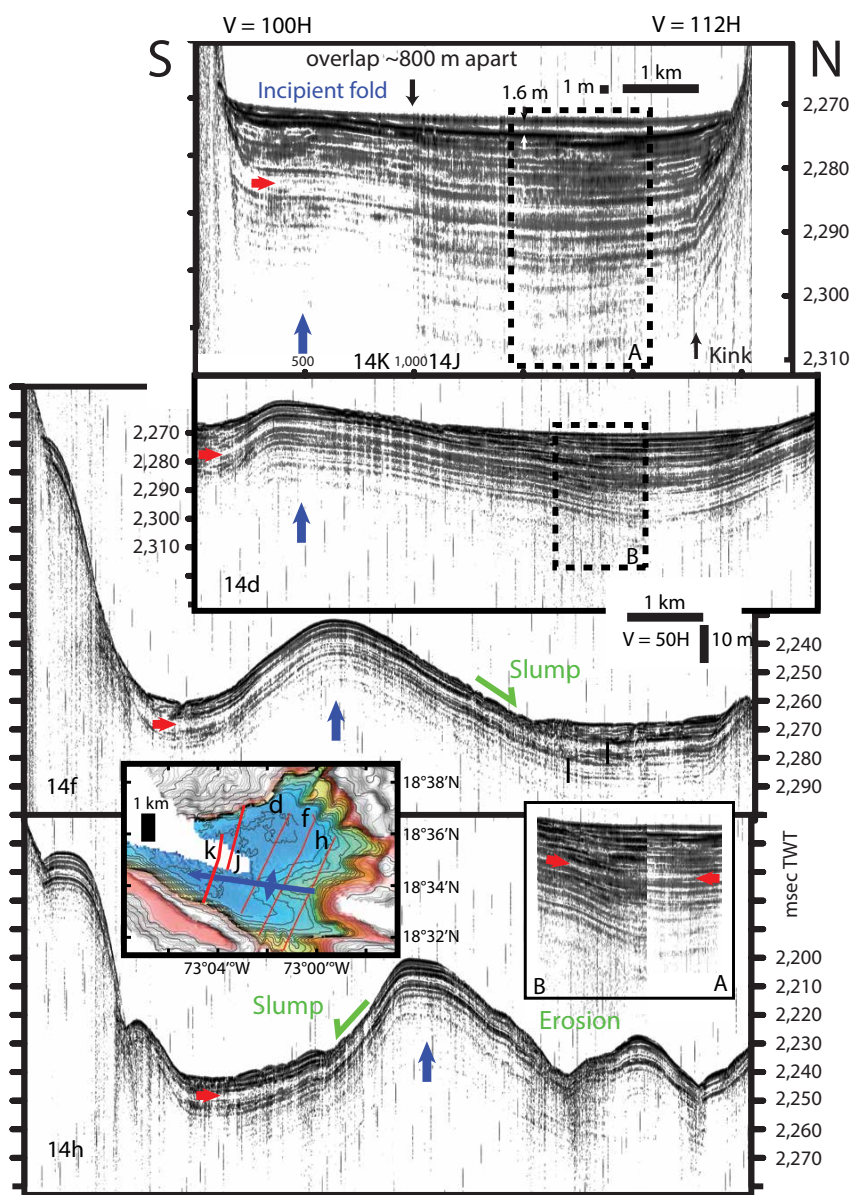 V = 100H
V = 112H
S
N
overlap ~800 m apart
1 km
1 m
1.6 m
Incipient fold
2,270
2,280
2,290
2,300
2,310
A
Kink
500
14K
1,000
14J
2,270
2,280
2,290
2,300
2,310
B
14d
1 km
V = 50H
10 m
2,240
2,250
2,260
2,270
2,280
2,290
Slump
14f
1 km
d
f
h
k
j
18°38'N
18°36'N
18°34'N
18°32'N
73°04'W
73°00'W
B
A
msec TWT
2,200
2,210
2,220
2,230
2,240
2,250
2,260
2,270
Slump
Erosion
14h